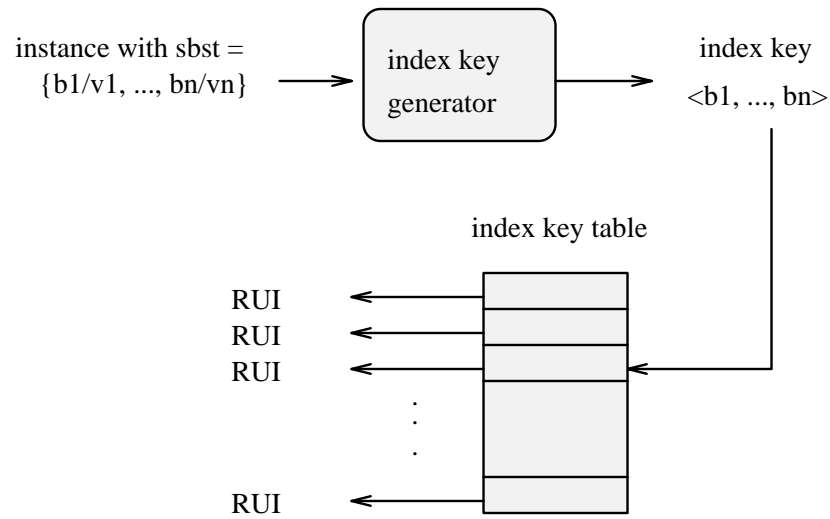 instance with sbst =
{b1/v1, ..., bn/vn}
index key
generator
index key
<b1, ..., bn>
index key table
RUI
RUI
RUI
.
.
.
RUI